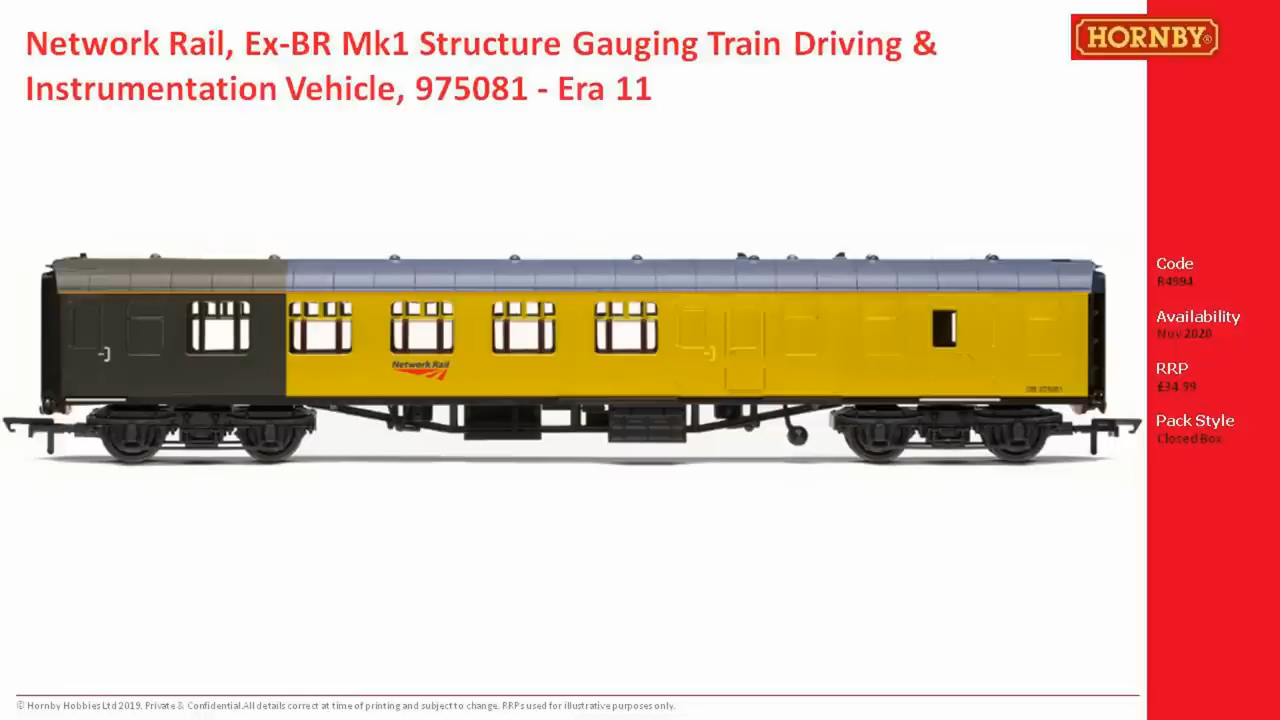 Network Rail, Ex-BR Mk1 Structure Gauging Train Driving &
Instrumentation Vehicle, 975081 - Era 11
HORNBY®
Code
R4994
Availability
Nov 2020
RRP
£34.99
Pack Style
Closed Box
Network Rail
© Hornby Hobbies Ltd 2019. Private & Confidential.All details correct at time of printing and subject to change. RRPs used for illustrative purposes only.